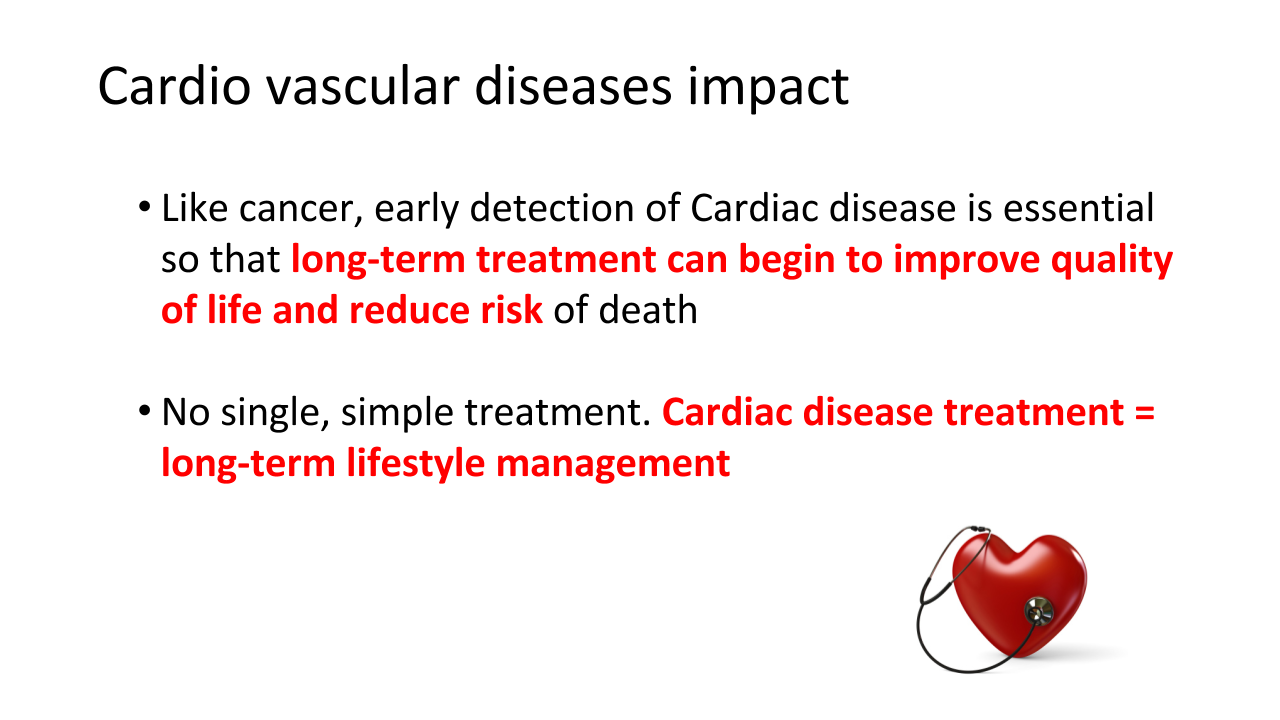 Cardio vascular diseases impact
• Like cancer, early detection of Cardiac disease is essential
so that long-term treatment can begin to improve quality
of life and reduce risk of death
• No single, simple treatment. Cardiac disease treatment =
long-term lifestyle management